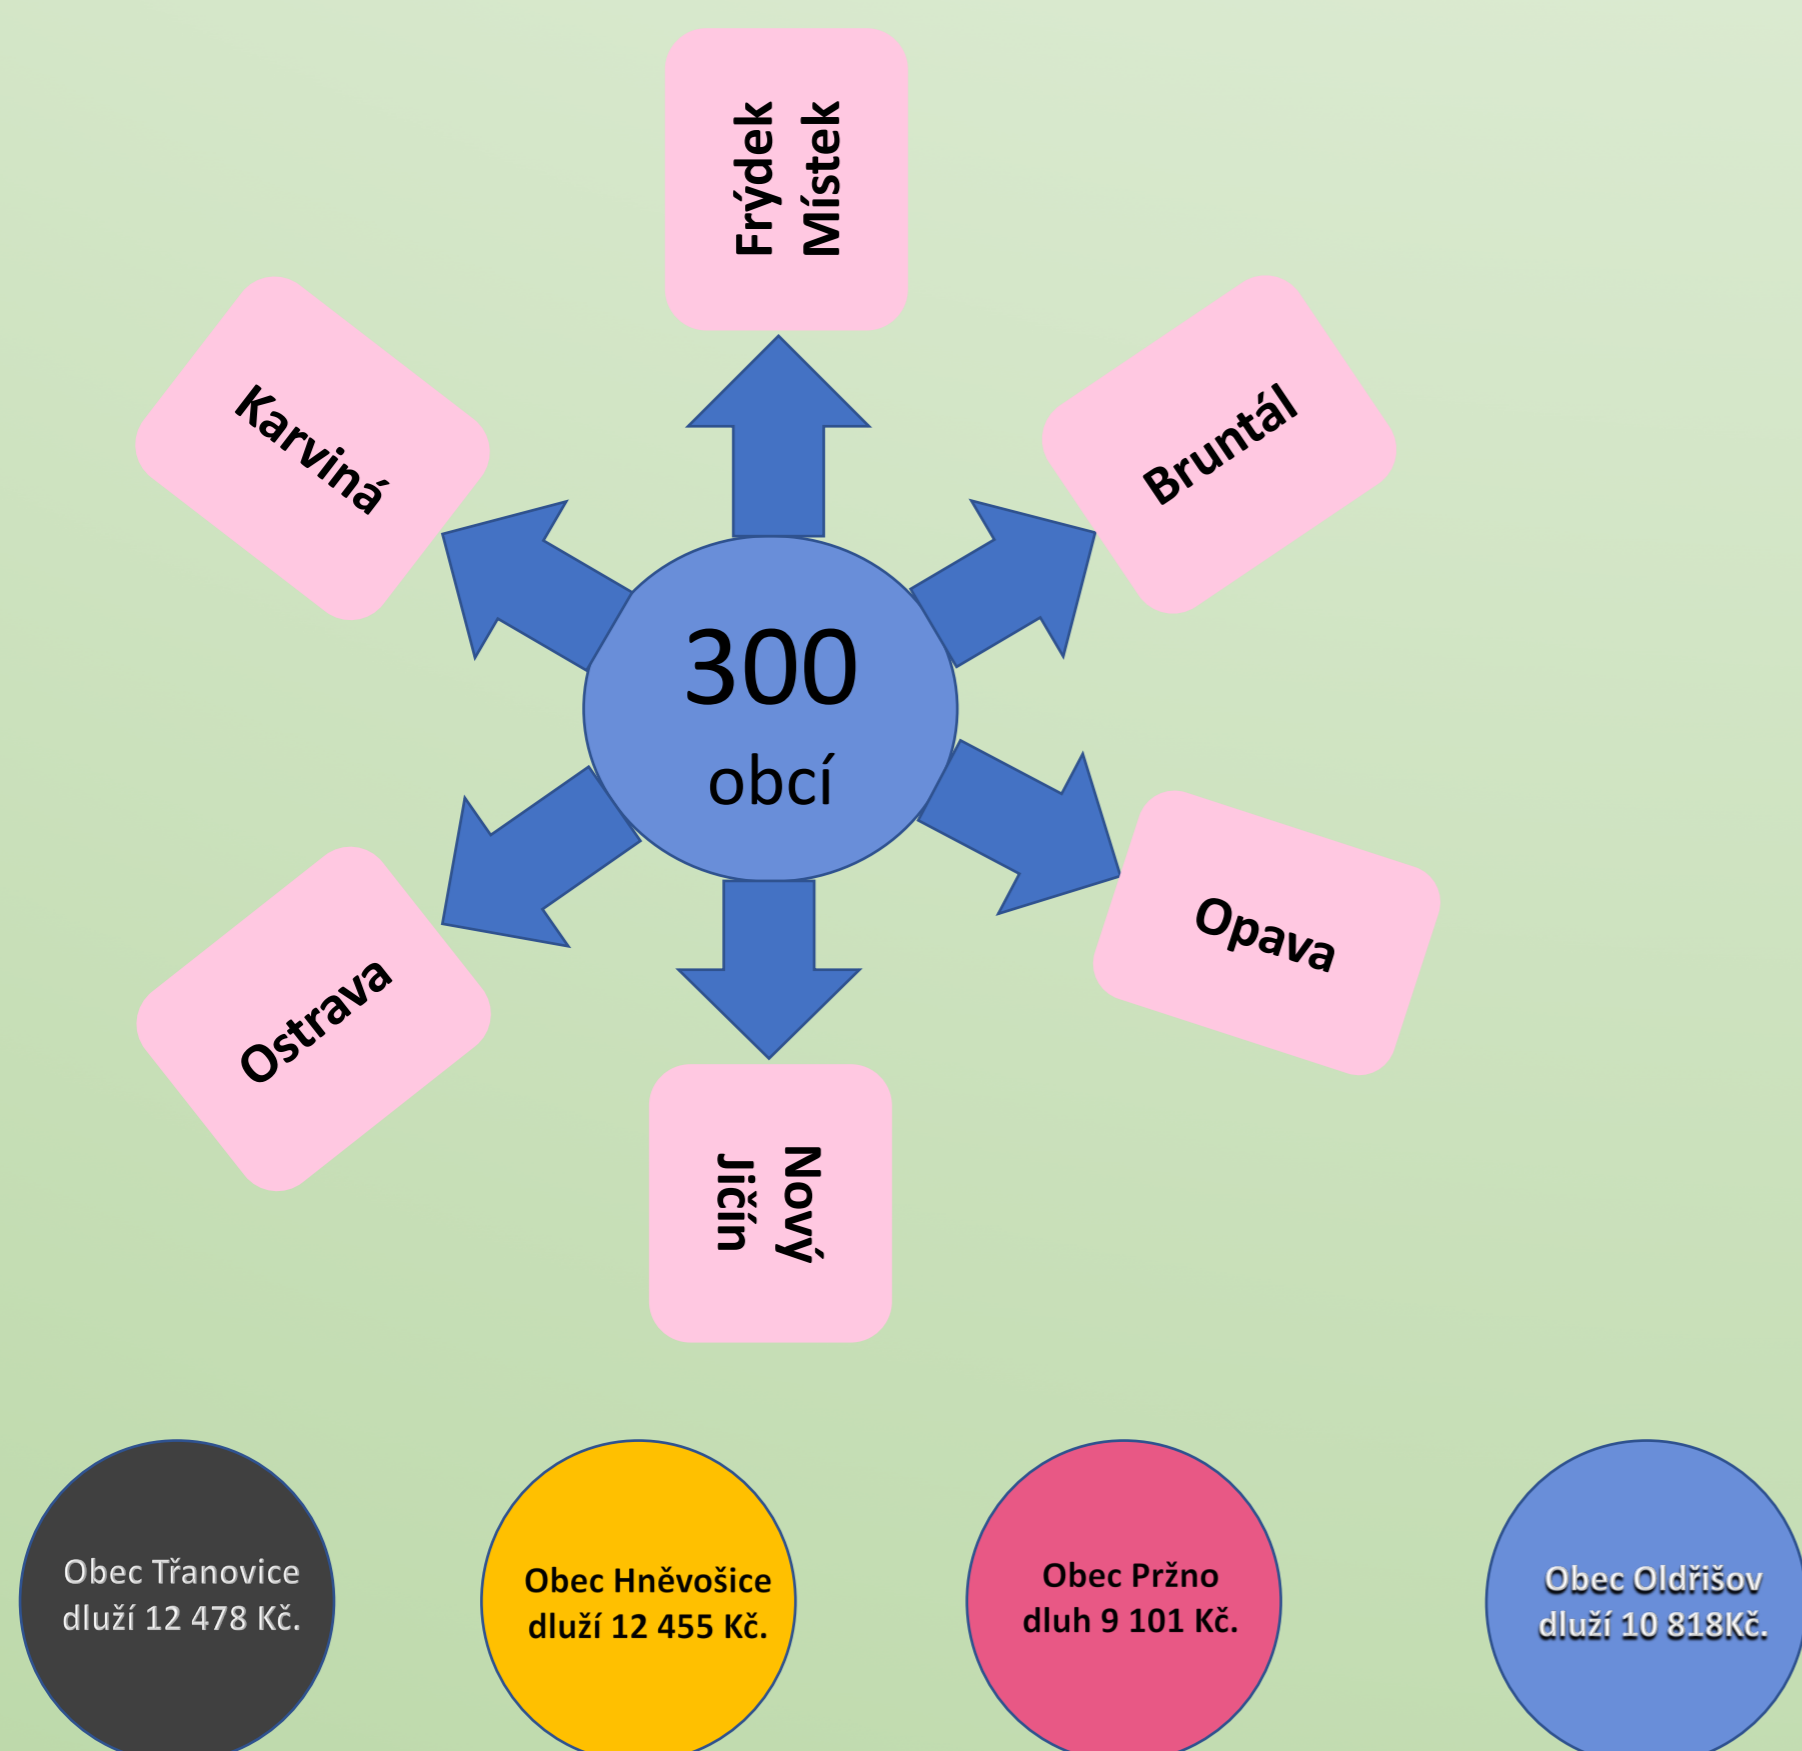 Frýdek
Místek
Karviná
Bruntál
300
obcí
Opava
Ostrava
Nový
Jičín
Obec Třanovice
dluží 12 478 Kč.
Obec Hněvošice
dluží 12 455 Kč.
Obec Pržno
dluh 9 101 Kč.
Obec Oldřišov
dluží 10 818Kč.